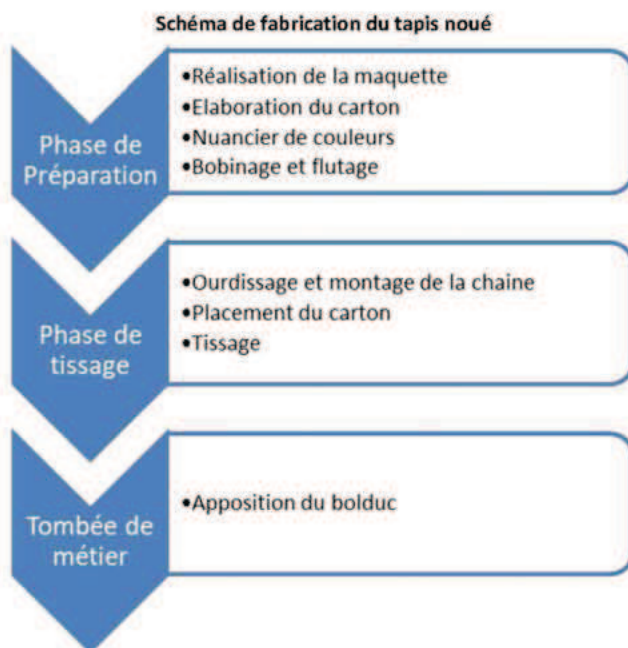 Schéma de fabrication du tapis noué
Phase de
Préparation
•Réalisation de la maquette
•Elaboration du carton
•Nuancier de couleurs
•Bobinage et flutage
Phase de
tissage
•Ourdissage et montage de la chaine
•Placement du carton
•Tissage
Tombée de
métier
•Apposition du bolduc